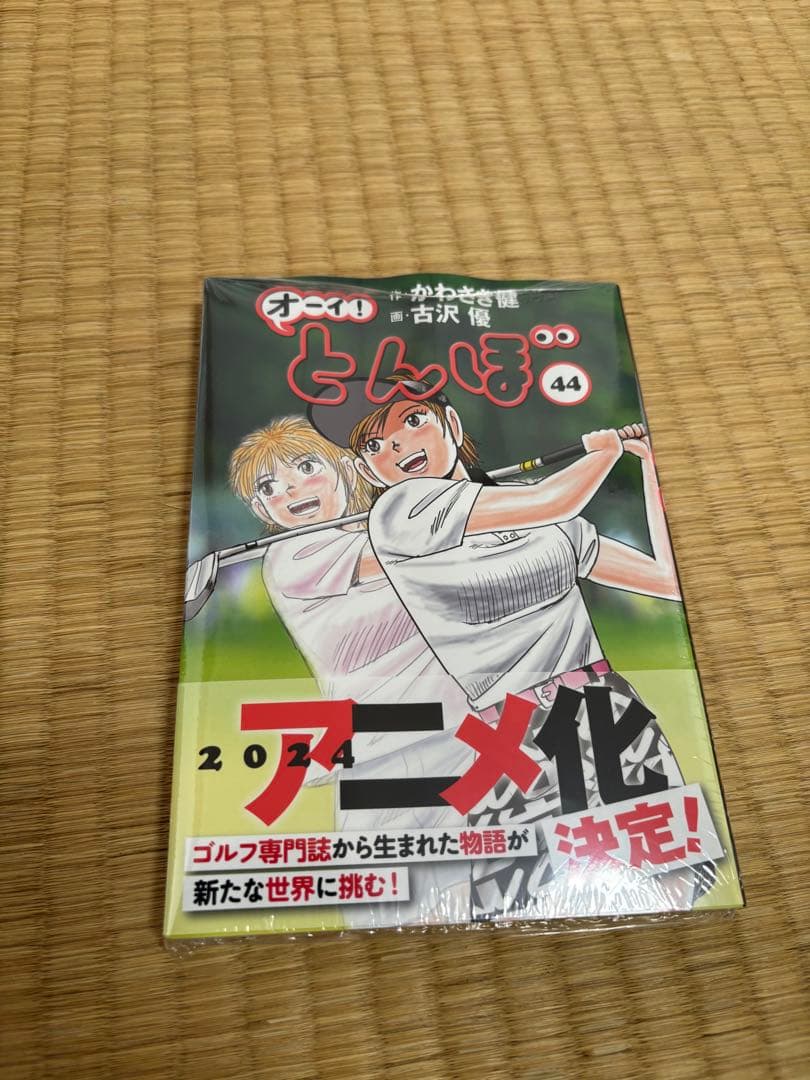 オーイ!
作・かわさき健
画・古沢 優
とんぼ
44
2024
アニメ化
決定!
ゴルフ専門誌から生まれた物語が
新たな世界に挑む!